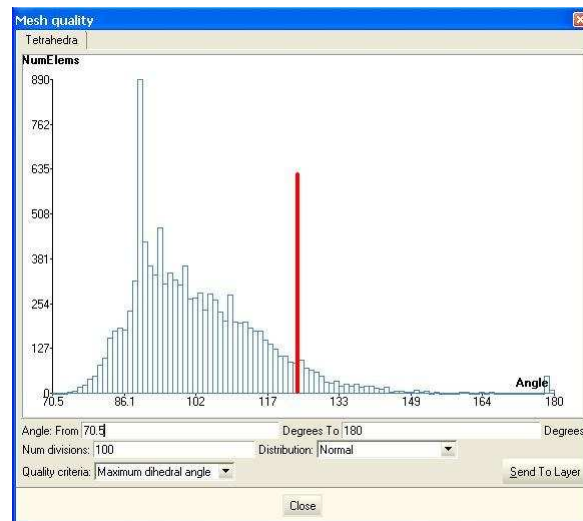 Mesh quality
Tetrahedra
NumElems
890
762
635
508
381
254
127
0
Angle
70.5 86.1 102 117 133 149 164 180
Angle: From 70.5 Degrees To 180 Degrees
Num divisions: 100 Distribution: Normal
Quality criteria: Maximum dihedral angle Send To Layer
Close